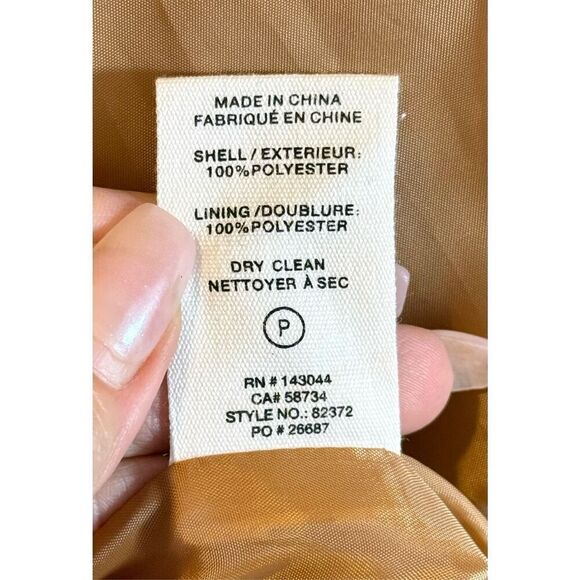 MADE IN CHINA
FABRIQUÉ EN CHINE
SHELL / EXTERIEUR:
100%POLYESTER
LINING /DOUBLURE:
100%POLYESTER
DRY CLEAN
NETTOYER À SEC
P
RN # 143044
CA# 58734
STYLE NO.: 82372
PO # 26687